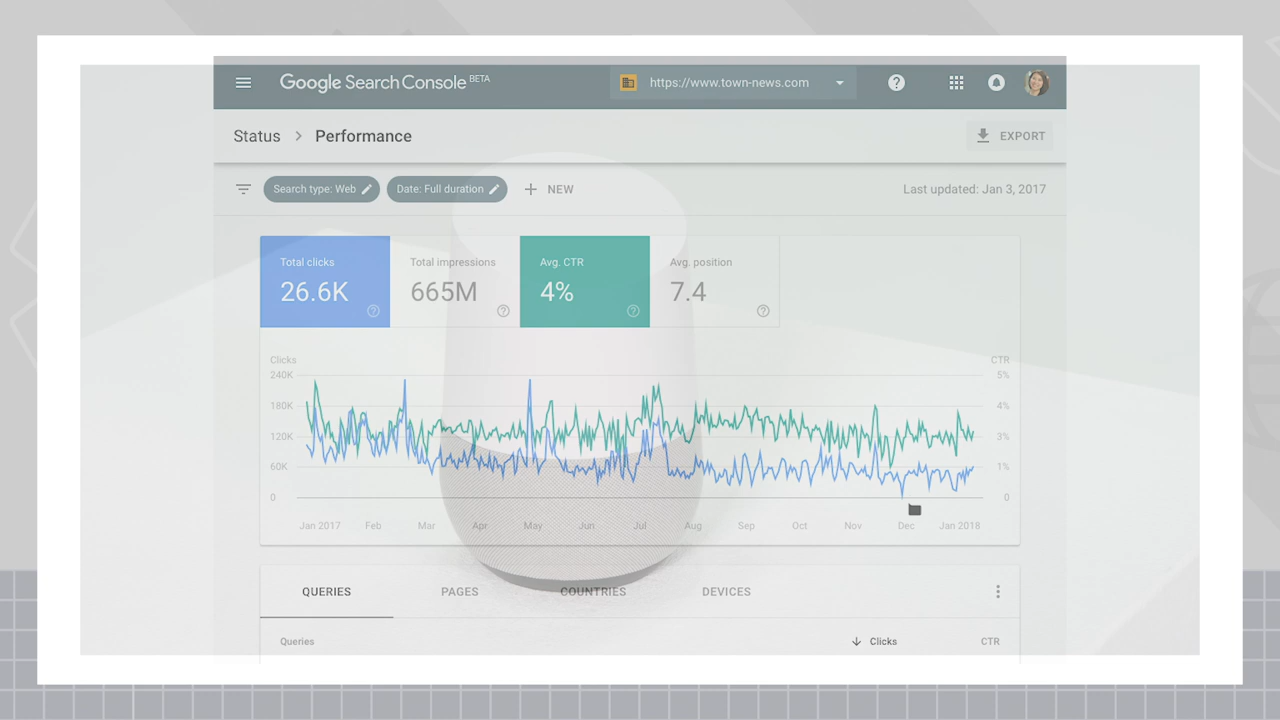 Google Search Console BETA
https://www.town-news.com
Status > Performance
EXPORT
Search type: Web
Date: Full duration
+ NEW
Last updated: Jan 3, 2017
Total clicks
26.6K
Total impressions
665M
Avg. CTR
4%
Avg. position
7.4
Clicks
CTR
240K
5%
180K
4%
120K
3%
60K
1%
0
0
Jan 2017 Feb Mar Apr May Jun Jul Aug Sep Oct Nov Dec Jan 2018
QUERIES PAGES COUNTRIES DEVICES
Queries
Clicks
CTR